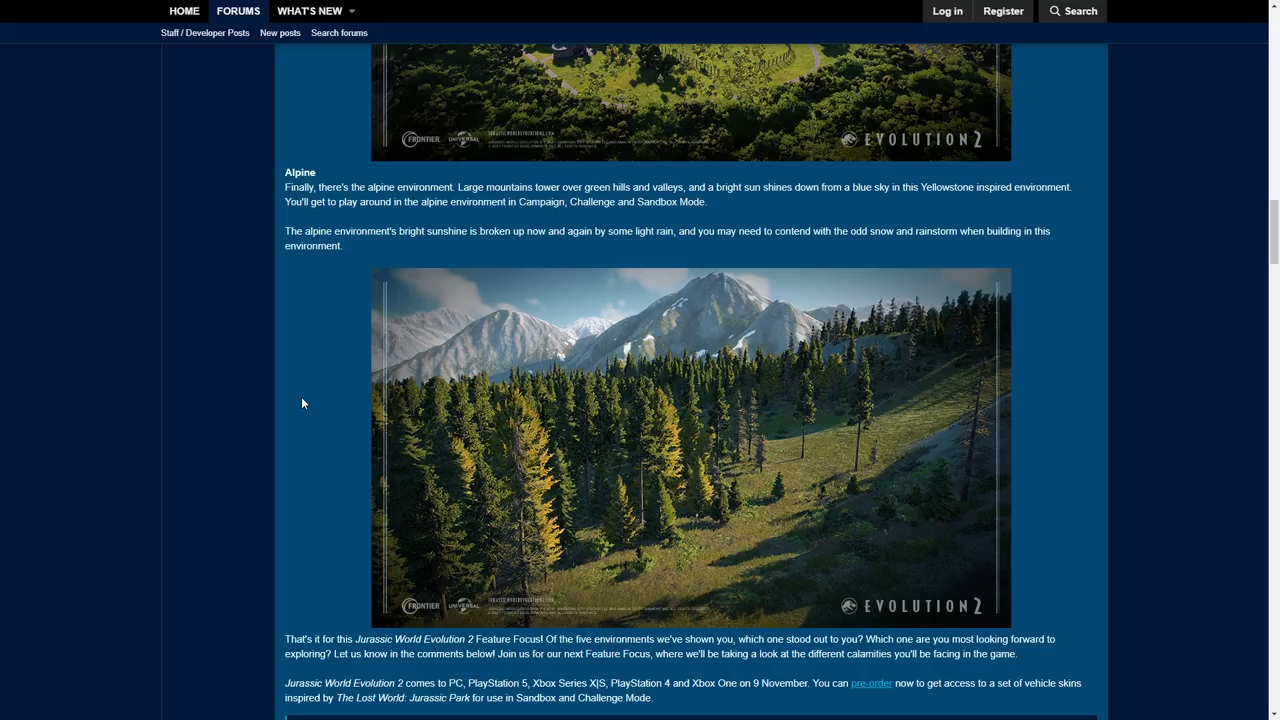 HOME FORUMS WHAT'S NEW Log in Register Search
Staff / Developer Posts New posts Search forums
FRONTIER UNIVERSAL EVOLUTION 2
Alpine
Finally, there's the alpine environment. Large mountains tower over green hills and valleys, and a bright sun shines down from a blue sky in this Yellowstone inspired environment.
You'll get to play around in the alpine environment in Campaign, Challenge and Sandbox Mode.
The alpine environment's bright sunshine is broken up now and again by some light rain, and you may need to contend with the odd snow and rainstorm when building in this
environment.
FRONTIER UNIVERSAL EVOLUTION 2
That's it for this Jurassic World Evolution 2 Feature Focus! Of the five environments we've shown you, which one stood out to you? Which one are you most looking forward to
exploring? Let us know in the comments below! Join us for our next Feature Focus, where we'll be taking a look at the different calamities you'll be facing in the game.
Jurassic World Evolution 2 comes to PC, PlayStation 5, Xbox Series X|S, PlayStation 4 and Xbox One on 9 November. You can pre-order now to get access to a set of vehicle skins
inspired by The Lost World: Jurassic Park for use in Sandbox and Challenge Mode.